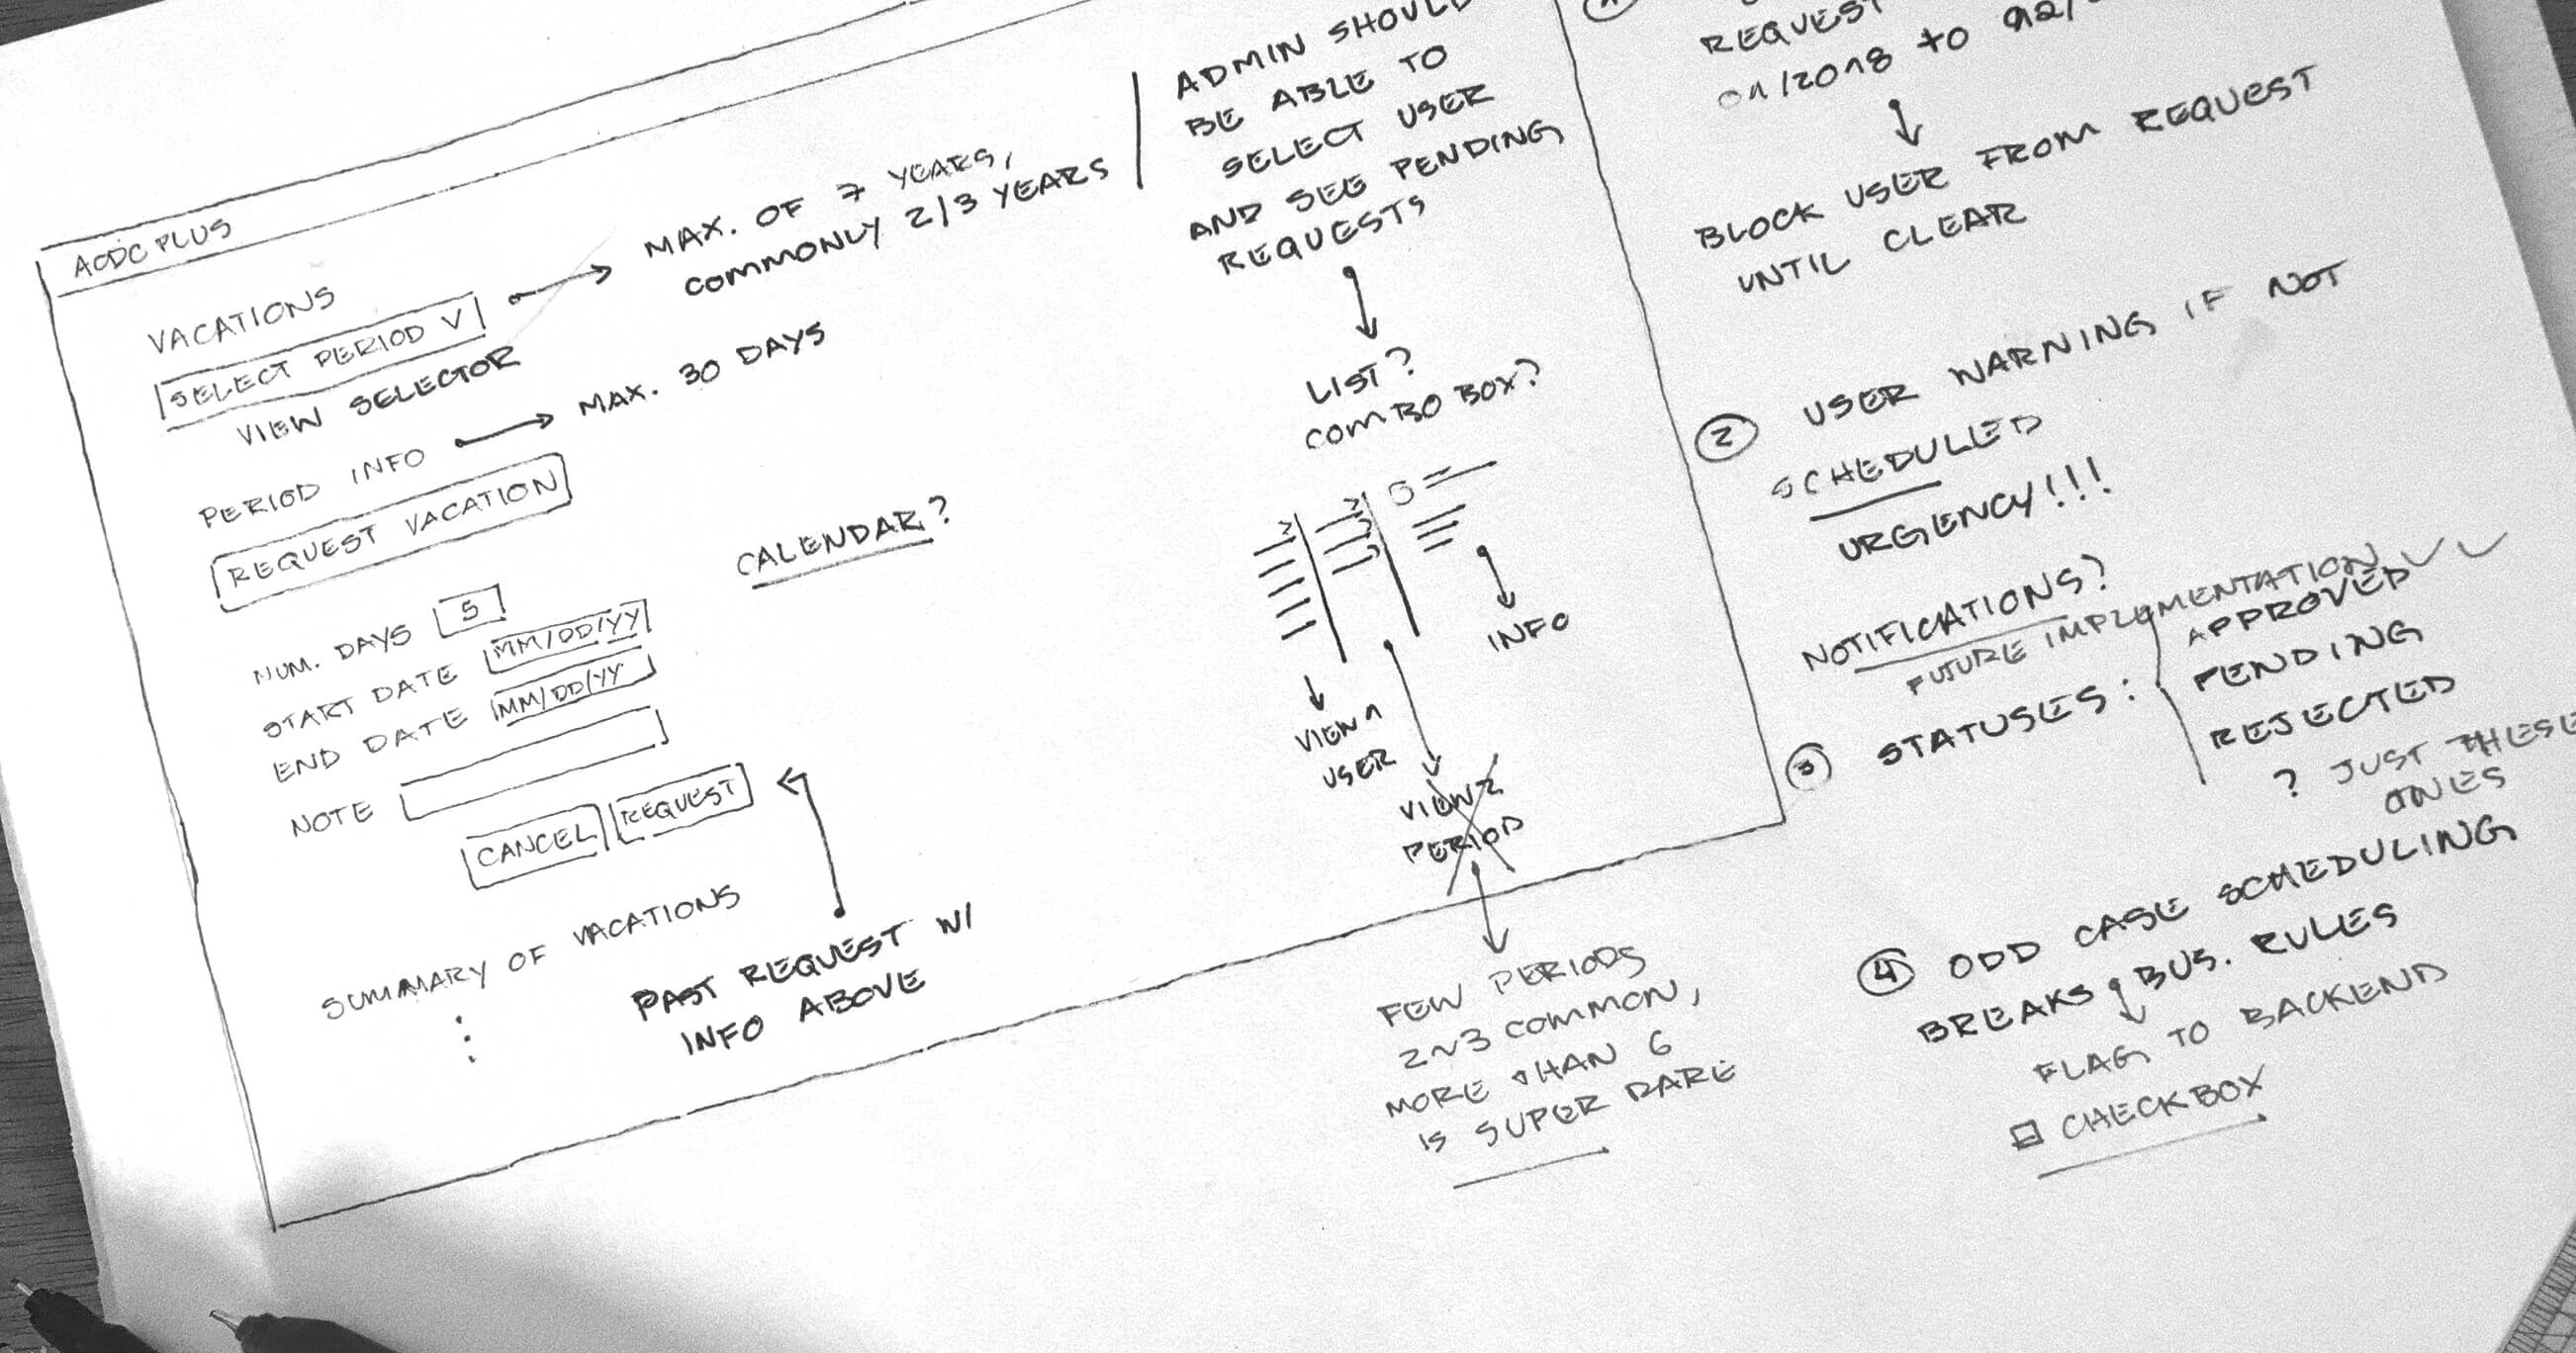 AODC PLUS
VACATIONS
SELECT PERIOD V
VIEW SELECTOR
MAX. OF 7 YEARS,
COMMONLY 2/3 YEARS
PERIOD INFO
MAX. 30 DAYS
REQUEST VACATION
CALENDAR?
NUM. DAYS 5
START DATE MM/DD/YY
END DATE MM/DD/YY
NOTE
CANCEL REQUEST
SUMMARY OF VACATIONS
PAST REQUEST W/
INFO ABOVE
ADMIN SHOULD
BE ABLE TO
SELECT USER
AND SEE PENDING
REQUESTS
LIST?
COMBO BOX?
INFO
VIEW 1
USER
VIEW 2
PERIOD
FEW PERIODS
2~3 COMMON,
MORE THAN 6
IS SUPER RARE
REQUEST
01/2018 TO
BLOCK USER FROM REQUEST
UNTIL CLEAR
2 USER WARNING IF NOT
SCHEDULLED
URGENCY!!!
NOTIFICATIONS?
FUTURE IMPLEMENTATION
3 STATUSES:
APPROVED
PENDING
REJECTED
? JUST THESE
ONES
4 ODD CASE SCHEDULING
BREAKS BUS. RULES
FLAG TO BACKEND
CHECKBOX